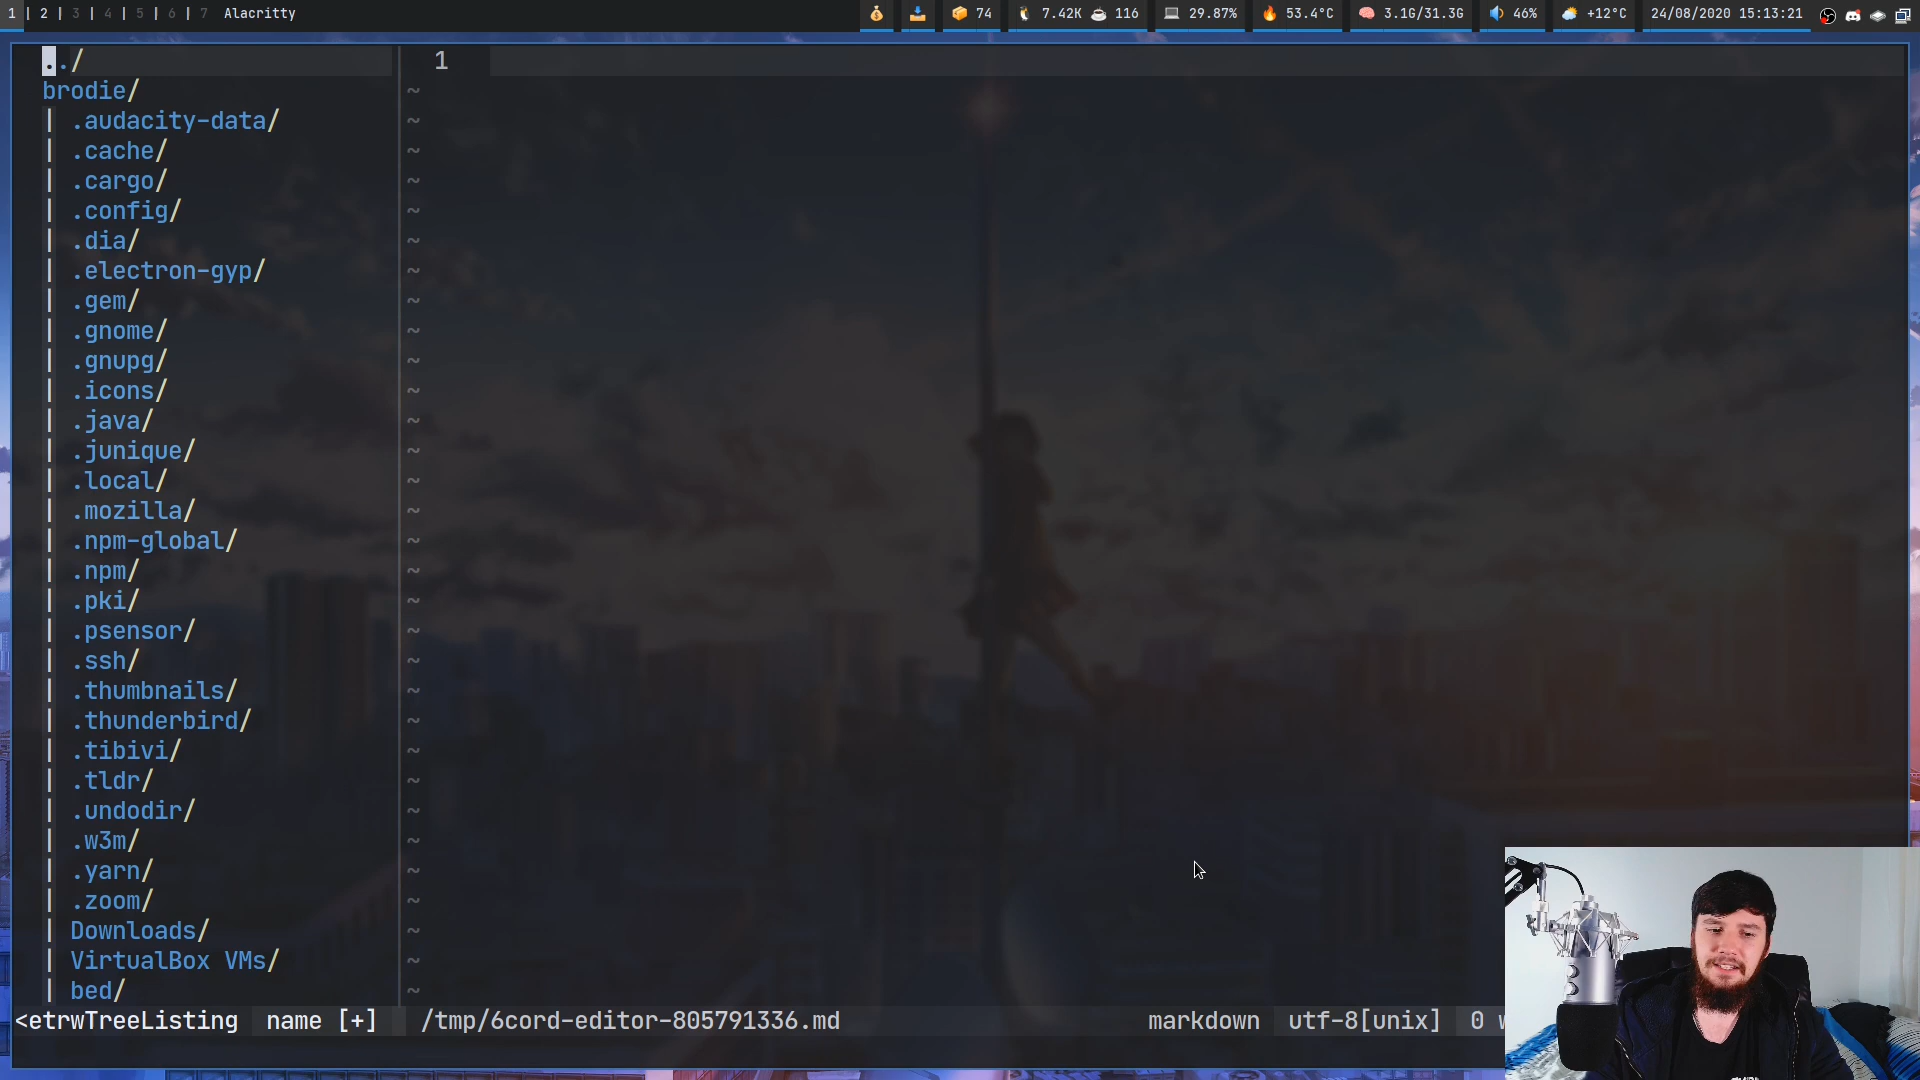 1 | 2 | 3 | 4 | 5 | 6 | 7 Alacritty 74 7.42K 116 29.87% 53.4°C 3.1G/31.3G 46% +12°C 24/08/2020 15:13:21
../
1
brodie/
| .audacity-data/
| .cache/
| .cargo/
| .config/
| .dia/
| .electron-gyp/
| .gem/
| .gnome/
| .gnupg/
| .icons/
| .java/
| .junique/
| .local/
| .mozilla/
| .npm-global/
| .npm/
| .pki/
| .psensor/
| .ssh/
| .thumbnails/
| .thunderbird/
| .tibivi/
| .tldr/
| .undodir/
| .w3m/
| .yarn/
| .zoom/
| Downloads/
| VirtualBox VMs/
| bed/
<etrwTreeListing name [+] /tmp/6cord-editor-805791336.md markdown utf-8[unix] 0 w